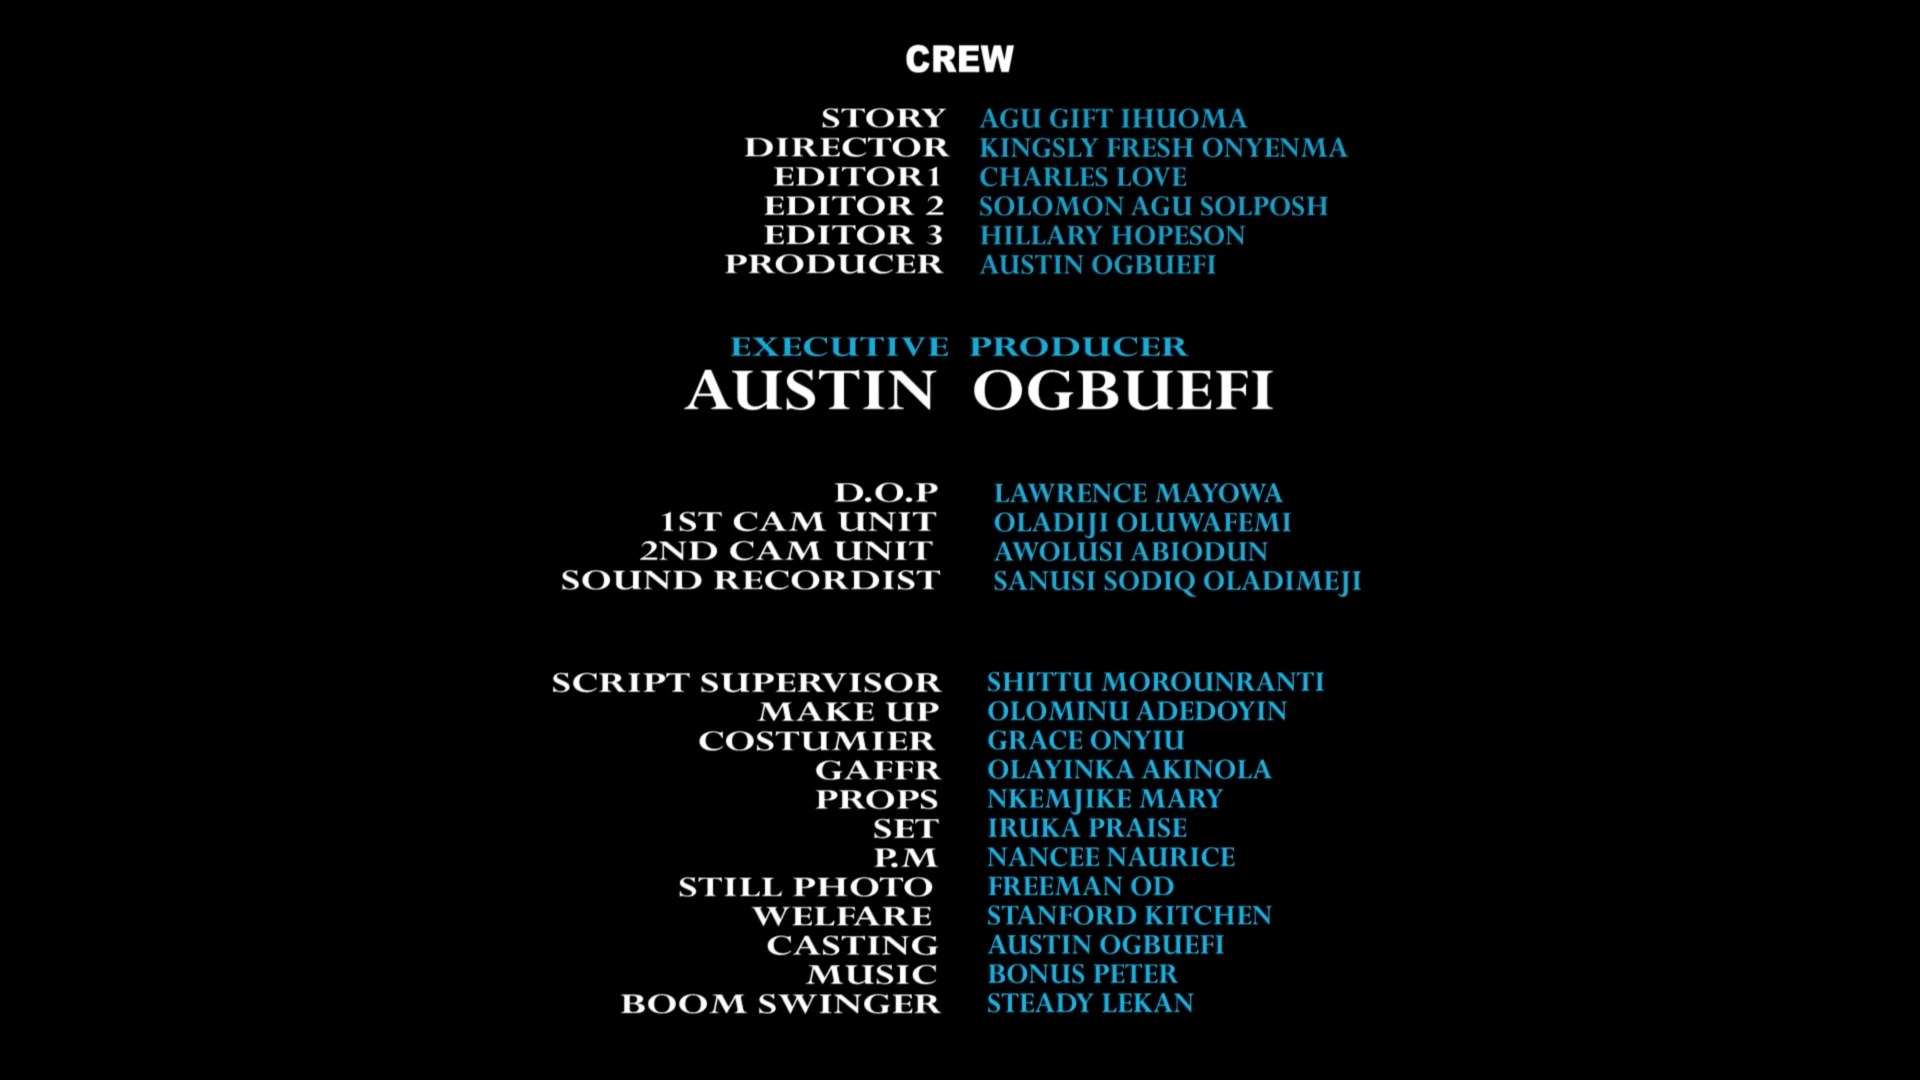 CREW
STORY AGU GIFT IHUOMA
DIRECTOR KINGSLY FRESH ONYENMA
EDITOR1 CHARLES LOVE
EDITOR 2 SOLOMON AGU SOLPOSH
EDITOR 3 HILLARY HOPESON
PRODUCER AUSTIN OGBUEFI
EXECUTIVE PRODUCER
AUSTIN OGBUEFI
D.O.P LAWRENCE MAYOWA
1ST CAM UNIT OLADIJI OLUWAFEMI
2ND CAM UNIT AWOLUSI ABIODUN
SOUND RECORDIST SANUSI SODIQ OLADIMEJI
SCRIPT SUPERVISOR SHITTU MOROUNRANTI
MAKE UP OLOMINU ADEDOYIN
COSTUMIER GRACE ONYIU
GAFFR OLAYINKA AKINOLA
PROPS NKEMJIKE MARY
SET IRUKA PRAISE
P.M NANCEE NAURICE
STILL PHOTO FREEMAN OD
WELFARE STANFORD KITCHEN
CASTING AUSTIN OGBUEFI
MUSIC BONUS PETER
BOOM SWINGER STEADY LEKAN